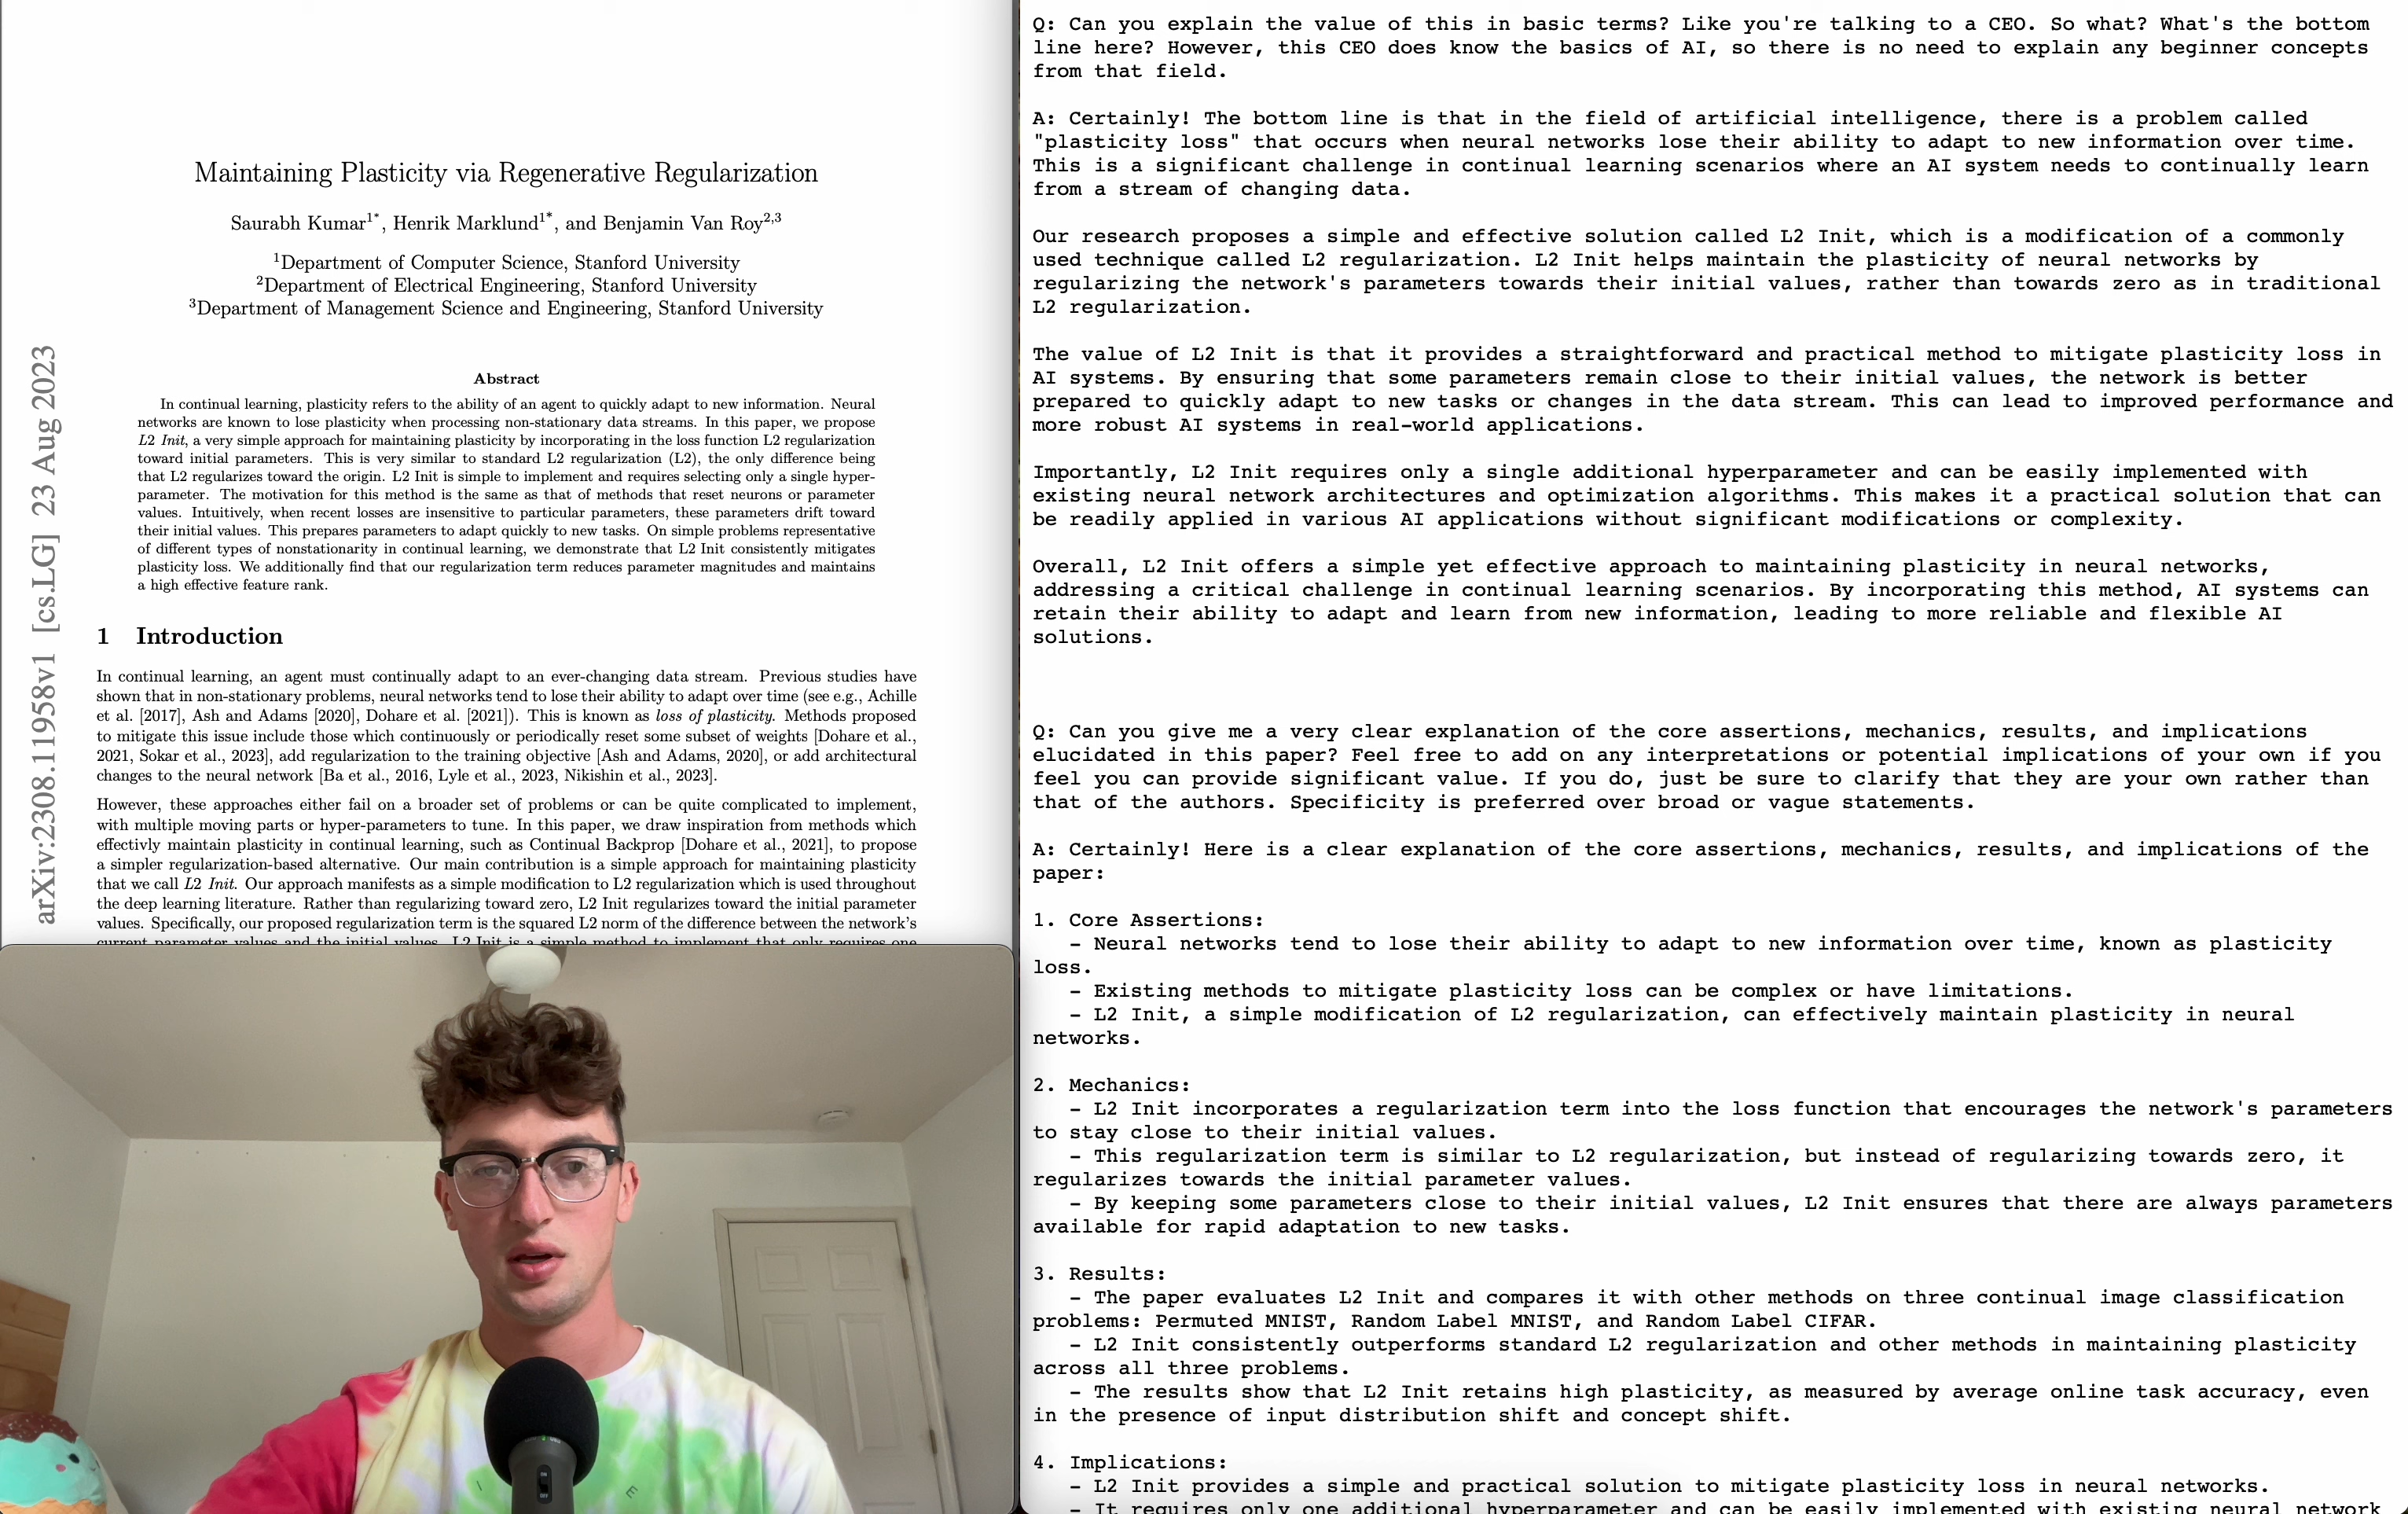 Maintaining Plasticity via Regenerative Regularization
Saurabh Kumar1*, Henrik Marklund1*, and Benjamin Van Roy2,3
1Department of Computer Science, Stanford University
2Department of Electrical Engineering, Stanford University
3Department of Management Science and Engineering, Stanford University
arXiv:2308.11958v1 [cs.LG] 23 Aug 2023
Abstract
In continual learning, plasticity refers to the ability of an agent to quickly adapt to new information. Neural
networks are known to lose plasticity when processing non-stationary data streams. In this paper, we propose
L2 Init, a very simple approach for maintaining plasticity by incorporating in the loss function L2 regularization
toward initial parameters. This is very similar to standard L2 regularization (L2), the only difference being
that L2 regularizes toward the origin. L2 Init is simple to implement and requires selecting only a single hyper-
parameter. The motivation for this method is the same as that of methods that reset neurons or parameter
values. Intuitively, when recent losses are insensitive to particular parameters, these parameters drift toward
their initial values. This prepares parameters to adapt quickly to new tasks. On simple problems representative
of different types of nonstationarity in continual learning, we demonstrate that L2 Init consistently mitigates
plasticity loss. We additionally find that our regularization term reduces parameter magnitudes and maintains
a high effective feature rank.
1 Introduction
In continual learning, an agent must continually adapt to an ever-changing data stream. Previous studies have
shown that in non-stationary problems, neural networks tend to lose their ability to adapt over time (see e.g., Achille
et al. [2017], Ash and Adams [2020], Dohare et al. [2021]). This is known as loss of plasticity. Methods proposed
to mitigate this issue include those which continuously or periodically reset some subset of weights [Dohare et al.,
2021, Sokar et al., 2023], add regularization to the training objective [Ash and Adams, 2020], or add architectural
changes to the neural network [Ba et al., 2016, Lyle et al., 2023, Nikishin et al., 2023].
However, these approaches either fail on a broader set of problems or can be quite complicated to implement,
with multiple moving parts or hyper-parameters to tune. In this paper, we draw inspiration from methods which
effectivly maintain plasticity in continual learning, such as Continual Backprop [Dohare et al., 2021], to propose
a simpler regularization-based alternative. Our main contribution is a simple approach for maintaining plasticity
that we call L2 Init. Our approach manifests as a simple modification to L2 regularization which is used throughout
the deep learning literature. Rather than regularizing toward zero, L2 Init regularizes toward the initial parameter
values. Specifically, our proposed regularization term is the squared L2 norm of the difference between the network's
current parameter values and the initial values. L2 Init is a simple method to implement that only requires one
Q: Can you explain the value of this in basic terms? Like you're talking to a CEO. So what? What's the bottom
line here? However, this CEO does know the basics of AI, so there is no need to explain any beginner concepts
from that field.
A: Certainly! The bottom line is that in the field of artificial intelligence, there is a problem called
"plasticity loss" that occurs when neural networks lose their ability to adapt to new information over time.
This is a significant challenge in continual learning scenarios where an AI system needs to continually learn
from a stream of changing data.
Our research proposes a simple and effective solution called L2 Init, which is a modification of a commonly
used technique called L2 regularization. L2 Init helps maintain the plasticity of neural networks by
regularizing the network's parameters towards their initial values, rather than towards zero as in traditional
L2 regularization.
The value of L2 Init is that it provides a straightforward and practical method to mitigate plasticity loss in
AI systems. By ensuring that some parameters remain close to their initial values, the network is better
prepared to quickly adapt to new tasks or changes in the data stream. This can lead to improved performance and
more robust AI systems in real-world applications.
Importantly, L2 Init requires only a single additional hyperparameter and can be easily implemented with
existing neural network architectures and optimization algorithms. This makes it a practical solution that can
be readily applied in various AI applications without significant modifications or complexity.
Overall, L2 Init offers a simple yet effective approach to maintaining plasticity in neural networks,
addressing a critical challenge in continual learning scenarios. By incorporating this method, AI systems can
retain their ability to adapt and learn from new information, leading to more reliable and flexible AI
solutions.
Q: Can you give me a very clear explanation of the core assertions, mechanics, results, and implications
elucidated in this paper? Feel free to add on any interpretations or potential implications of your own if you
feel you can provide significant value. If you do, just be sure to clarify that they are your own rather than
that of the authors. Specificity is preferred over broad or vague statements.
A: Certainly! Here is a clear explanation of the core assertions, mechanics, results, and implications of the
paper:
1. Core Assertions:
- Neural networks tend to lose their ability to adapt to new information over time, known as plasticity
loss.
- Existing methods to mitigate plasticity loss can be complex or have limitations.
- L2 Init, a simple modification of L2 regularization, can effectively maintain plasticity in neural
networks.
2. Mechanics:
- L2 Init incorporates a regularization term into the loss function that encourages the network's parameters
to stay close to their initial values.
- This regularization term is similar to L2 regularization, but instead of regularizing towards zero, it
regularizes towards the initial parameter values.
- By keeping some parameters close to their initial values, L2 Init ensures that there are always parameters
available for rapid adaptation to new tasks.
3. Results:
- The paper evaluates L2 Init and compares it with other methods on three continual image classification
problems: Permuted MNIST, Random Label MNIST, and Random Label CIFAR.
- L2 Init consistently outperforms standard L2 regularization and other methods in maintaining plasticity
across all three problems.
- The results show that L2 Init retains high plasticity, as measured by average online task accuracy, even
in the presence of input distribution shift and concept shift.
4. Implications:
- L2 Init provides a simple and practical solution to mitigate plasticity loss in neural networks.
- It requires only one additional hyperparameter and can be easily implemented with existing neural network